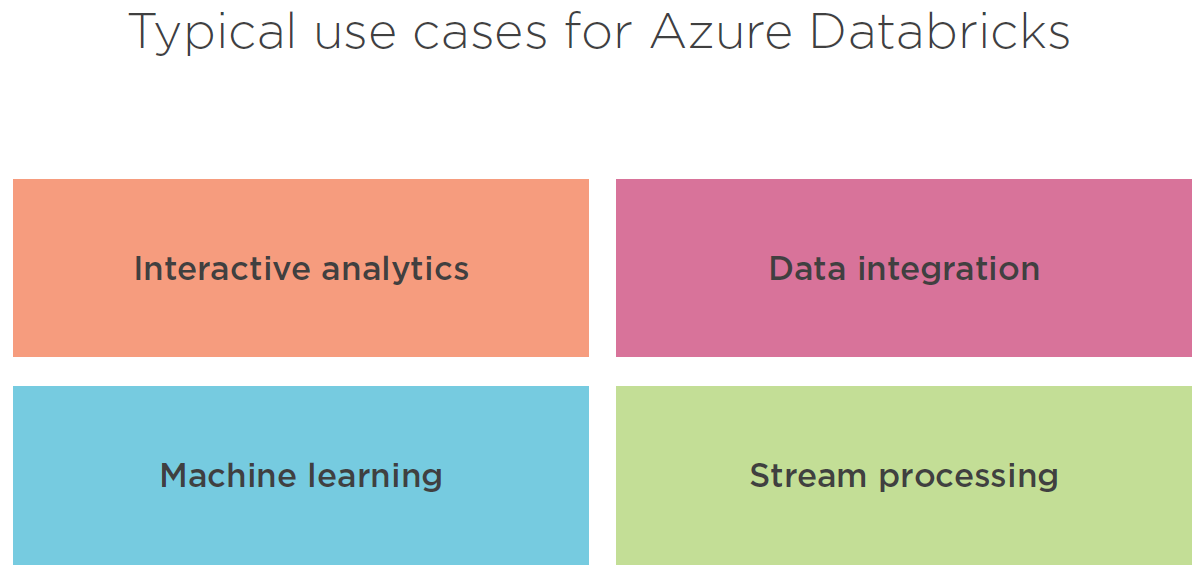 Typical use cases for Azure Databricks
Interactive analytics
Data integration
Machine learning
Stream processing